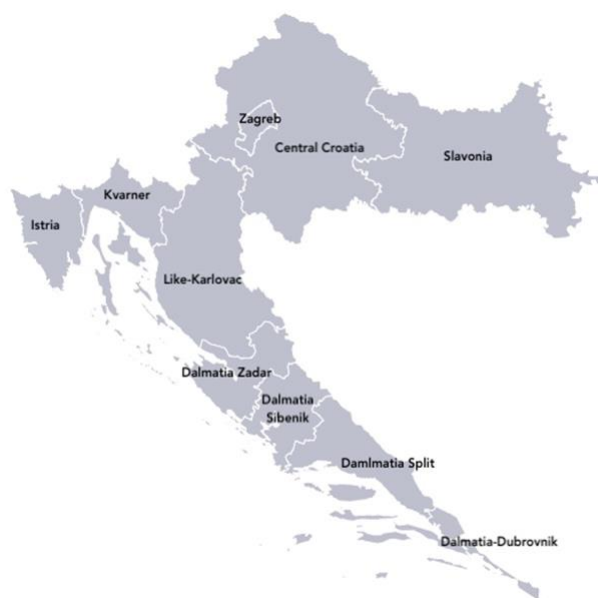 Zagreb
Central Croatia
Slavonia
Kvarner
Istria
Like-Karlovac
Dalmatia Zadar
Dalmatia
Sibenik
Damlmatia Split
Dalmatia-Dubrovnik